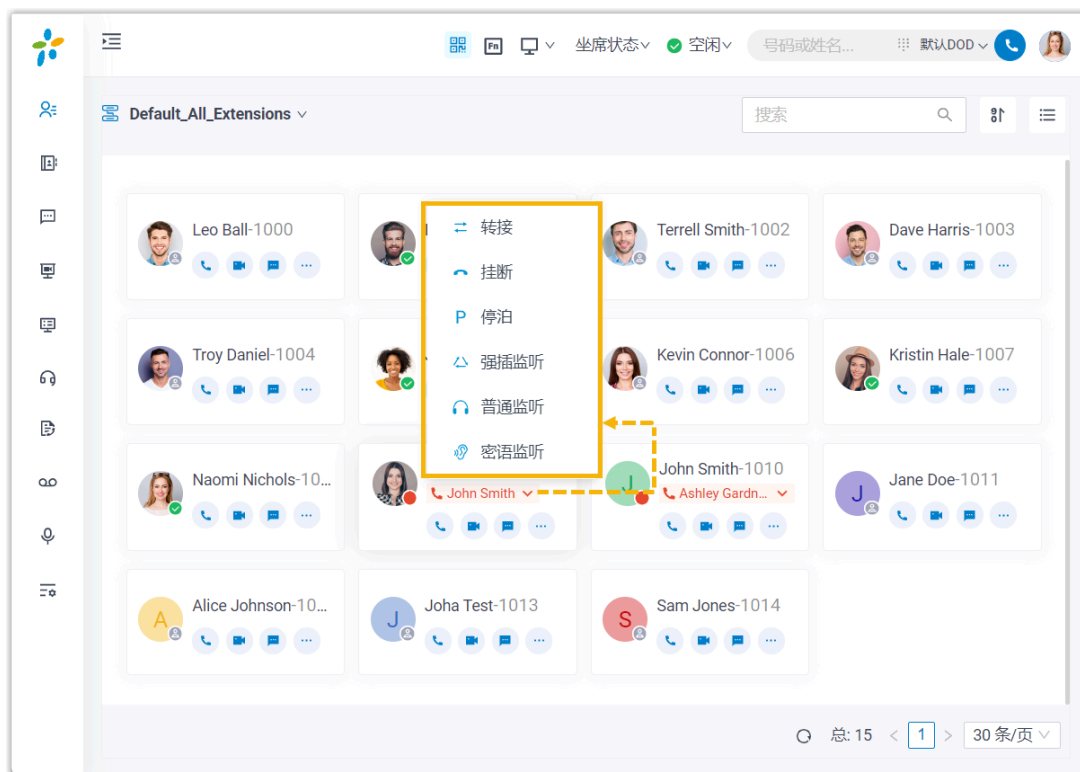 Fn
坐席状态
空闲
号码或姓名...
默认DOD
Default_All_Extensions
搜索
Leo Ball-1000
Terrell Smith-1002
Dave Harris-1003
转接
挂断
P 停泊
强插监听
普通监听
密语监听
Troy Daniel-1004
Kevin Connor-1006
Kristin Hale-1007
Naomi Nichols-10...
John Smith
J
John Smith-1010
Ashley Gardn...
J
Jane Doe-1011
A
Alice Johnson-10...
J
Joha Test-1013
S
Sam Jones-1014
总: 15
1
30 条/页